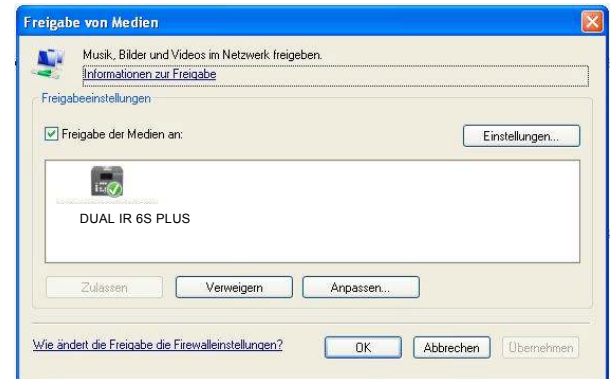 Freigabe von Medien
Musik, Bilder und Videos im Netzwerk freigeben.
Informationen zur Freigabe
Freigabeeinstellungen
Freigabe der Medien an:
Einstellungen...
DUAL IR 6S PLUS
Zulassen
Verweigern
Anpassen...
Wie ändert die Freigabe die Firewalleinstellungen?
OK
Abbrechen
Übernehmen